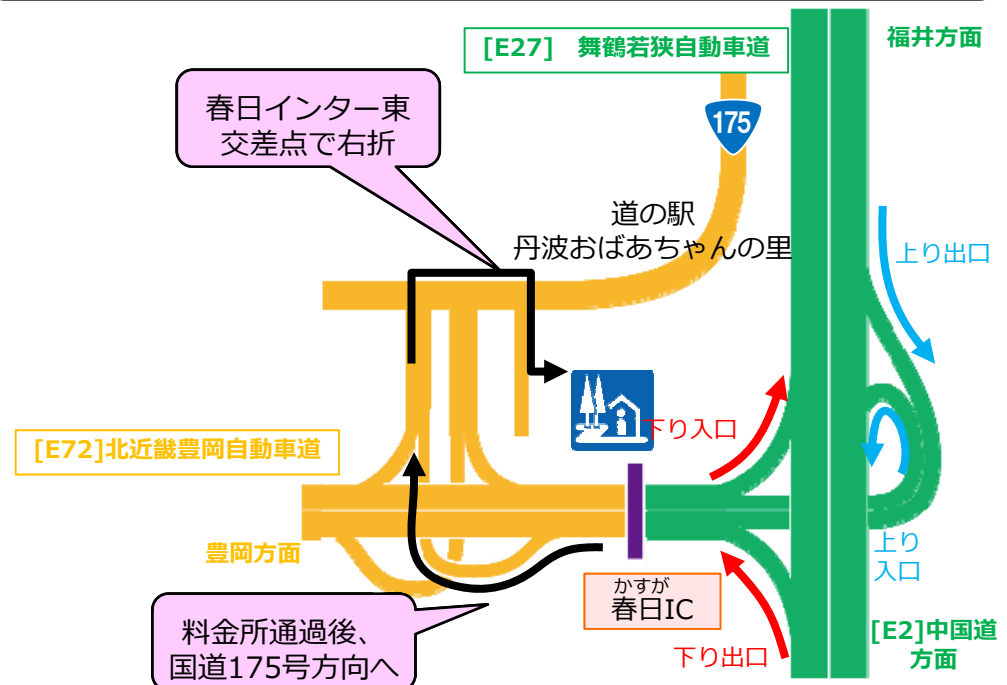 [E27] 舞鶴若狭自動車道
福井方面
春日インター東
交差点で右折
175
道の駅
丹波おばあちゃんの里
上り出口
下り入口
[E72]北近畿豊岡自動車道
豊岡方面
上り
入口
かすが
春日IC
料金所通過後、
国道175号方向へ
下り出口
[E2]中国道
方面